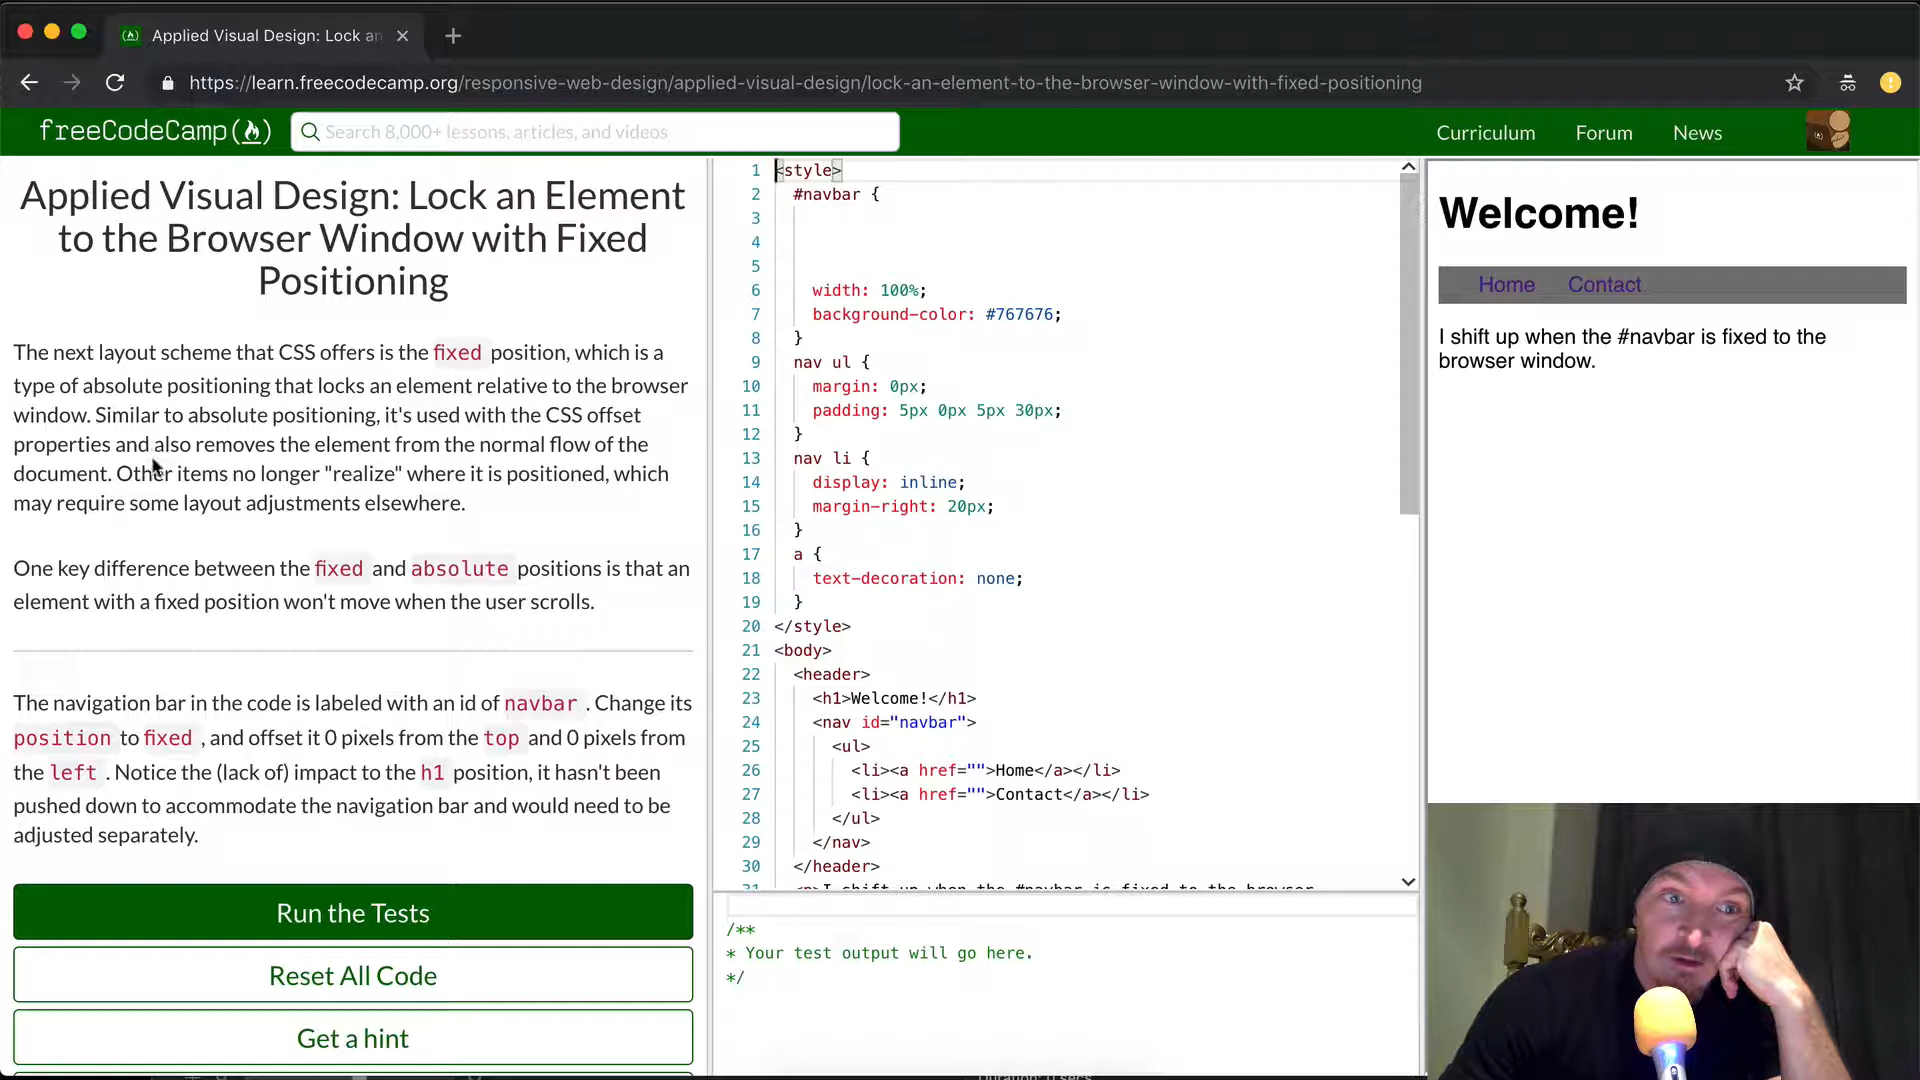 Applied Visual Design: Lock an
https://learn.freecodecamp.org/responsive-web-design/applied-visual-design/lock-an-element-to-the-browser-window-with-fixed-positioning
freeCodeCamp
Search 8,000+ lessons, articles, and videos
Curriculum Forum News
Applied Visual Design: Lock an Element
to the Browser Window with Fixed
Positioning
The next layout scheme that CSS offers is the fixed position, which is a
type of absolute positioning that locks an element relative to the browser
window. Similar to absolute positioning, it's used with the CSS offset
properties and also removes the element from the normal flow of the
document. Other items no longer "realize" where it is positioned, which
may require some layout adjustments elsewhere.
One key difference between the fixed and absolute positions is that an
element with a fixed position won't move when the user scrolls.
The navigation bar in the code is labeled with an id of navbar . Change its
position to fixed , and offset it 0 pixels from the top and 0 pixels from
the left . Notice the (lack of) impact to the h1 position, it hasn't been
pushed down to accommodate the navigation bar and would need to be
adjusted separately.
Run the Tests
Reset All Code
Get a hint
1 <style>
2 #navbar {
3
4
5
6 width: 100%;
7 background-color: #767676;
8 }
9 nav ul {
10 margin: 0px;
11 padding: 5px 0px 5px 30px;
12 }
13 nav li {
14 display: inline;
15 margin-right: 20px;
16 }
17 a {
18 text-decoration: none;
19 }
20 </style>
21 <body>
22 <header>
23 <h1>Welcome!</h1>
24 <nav id="navbar">
25 <ul>
26 <li><a href="">Home</a></li>
27 <li><a href="">Contact</a></li>
28 </ul>
29 </nav>
30 </header>
31 <p>I shift up when the #navbar is fixed to the browser
/**
* Your test output will go here.
*/
Welcome!
Home Contact
I shift up when the #navbar is fixed to the
browser window.